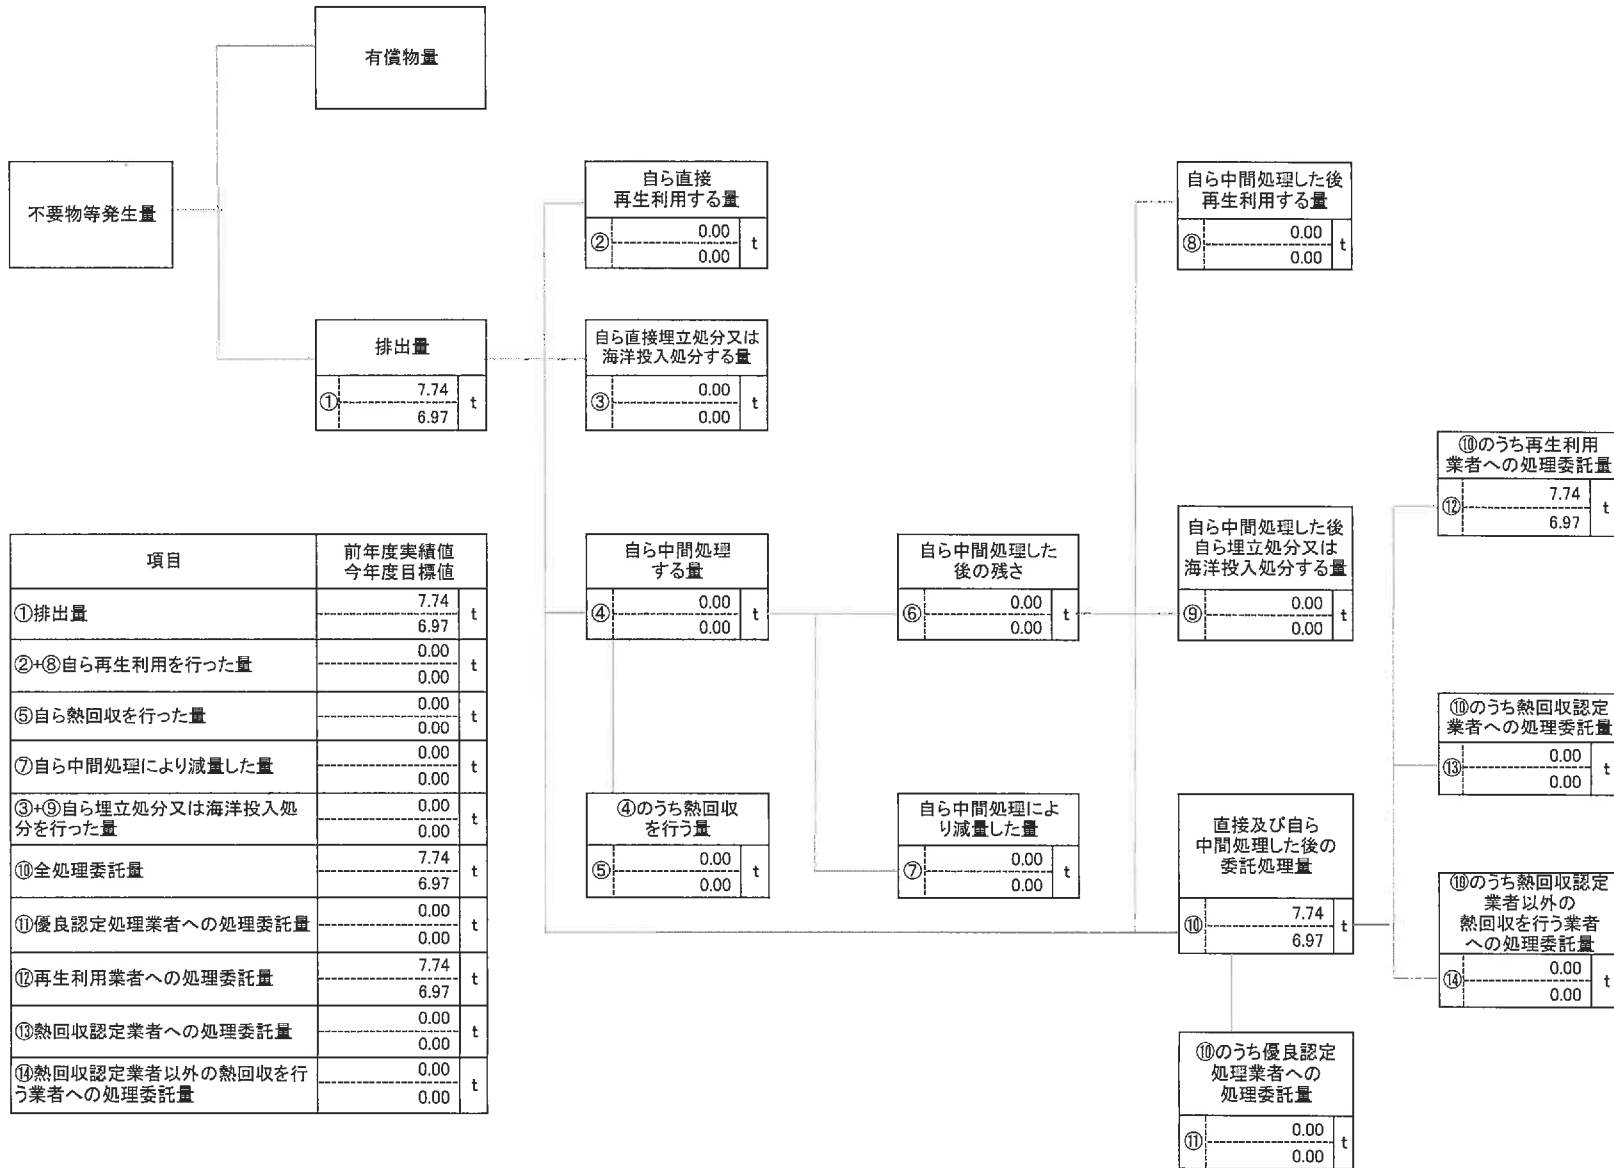 有償物量
不要物等発生量
自ら直接
再生利用する量
②
0.00
0.00
t
自ら中間処理した後
再生利用する量
⑧
0.00
0.00
t
排出量
①
7.74
6.97
t
自ら直接埋立処分又は
海洋投入処分する量
③
0.00
0.00
t
⑩のうち再生利用
業者への処理委託量
⑫
7.74
6.97
t
自ら中間処理
する量
④
0.00
0.00
t
自ら中間処理した
後の残さ
⑥
0.00
0.00
t
自ら中間処理した後
自ら埋立処分又は
海洋投入処分する量
⑨
0.00
0.00
t
⑩のうち熱回収認定
業者への処理委託量
⑬
0.00
0.00
t
④のうち熱回収
を行う量
⑤
0.00
0.00
t
自ら中間処理によ
り減量した量
⑦
0.00
0.00
t
直接及び自ら
中間処理した後の
委託処理量
⑩
7.74
6.97
t
⑩のうち熱回収認定
業者以外の
熱回収を行う業者
への処理委託量
⑭
0.00
0.00
t
⑩のうち優良認定
処理業者への
処理委託量
⑪
0.00
0.00
t
項目
前年度実績値
今年度目標値
①排出量
7.74
6.97
t
②+⑧自ら再生利用を行った量
0.00
0.00
t
⑤自ら熱回収を行った量
0.00
0.00
t
⑦自ら中間処理により減量した量
0.00
0.00
t
③+⑨自ら埋立処分又は海洋投入処
分を行った量
0.00
0.00
t
⑩全処理委託量
7.74
6.97
t
⑪優良認定処理業者への処理委託量
0.00
0.00
t
⑫再生利用業者への処理委託量
7.74
6.97
t
⑬熱回収認定業者への処理委託量
0.00
0.00
t
⑭熱回収認定業者以外の熱回収を行
う業者への処理委託量
0.00
0.00
t